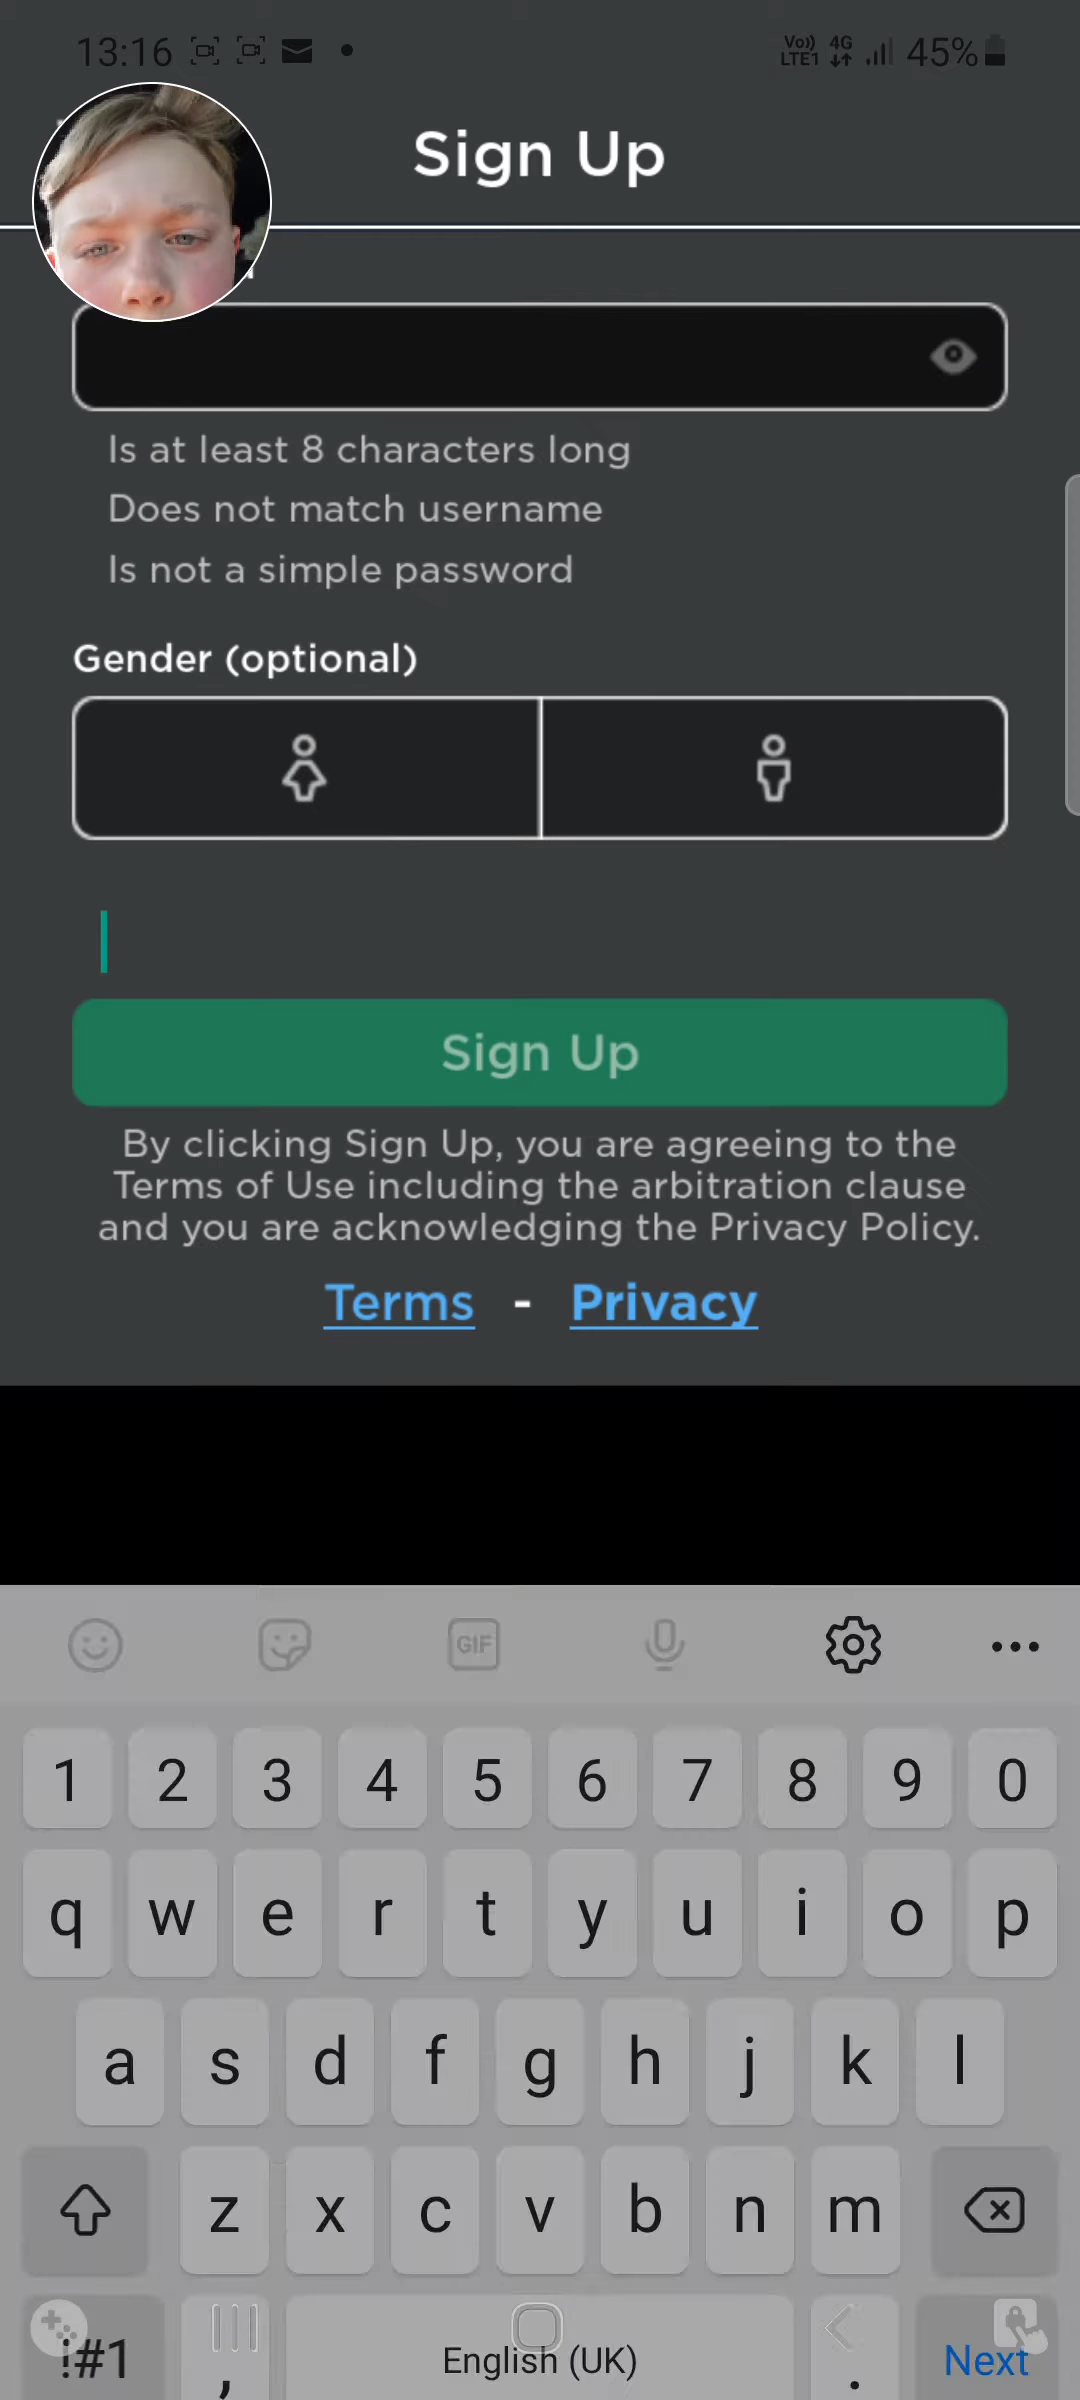 13:16
Vo)) 4G
LTE1 45%
Sign Up
Is at least 8 characters long
Does not match username
Is not a simple password
Gender (optional)
Sign Up
By clicking Sign Up, you are agreeing to the
Terms of Use including the arbitration clause
and you are acknowledging the Privacy Policy.
Terms - Privacy
GIF
1 2 3 4 5 6 7 8 9 0
q w e r t y u i o p
a s d f g h j k l
z x c v b n m
!#1 , English (UK) . Next